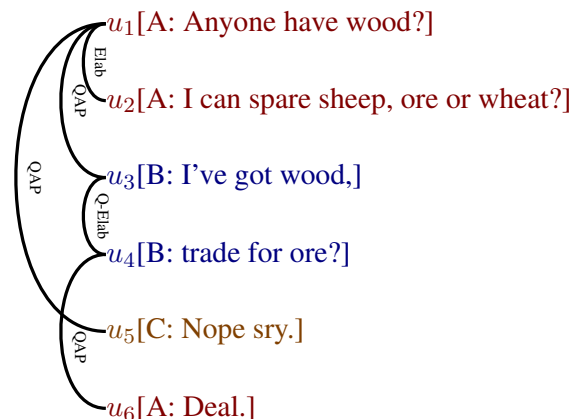 u1[A: Anyone have wood?]
Elab
u2[A: I can spare sheep, ore or wheat?]
QAP
QAP
u3[B: I've got wood,]
Q-Elab
u4[B: trade for ore?]
u5[C: Nope sry.]
QAP
u6[A: Deal.]